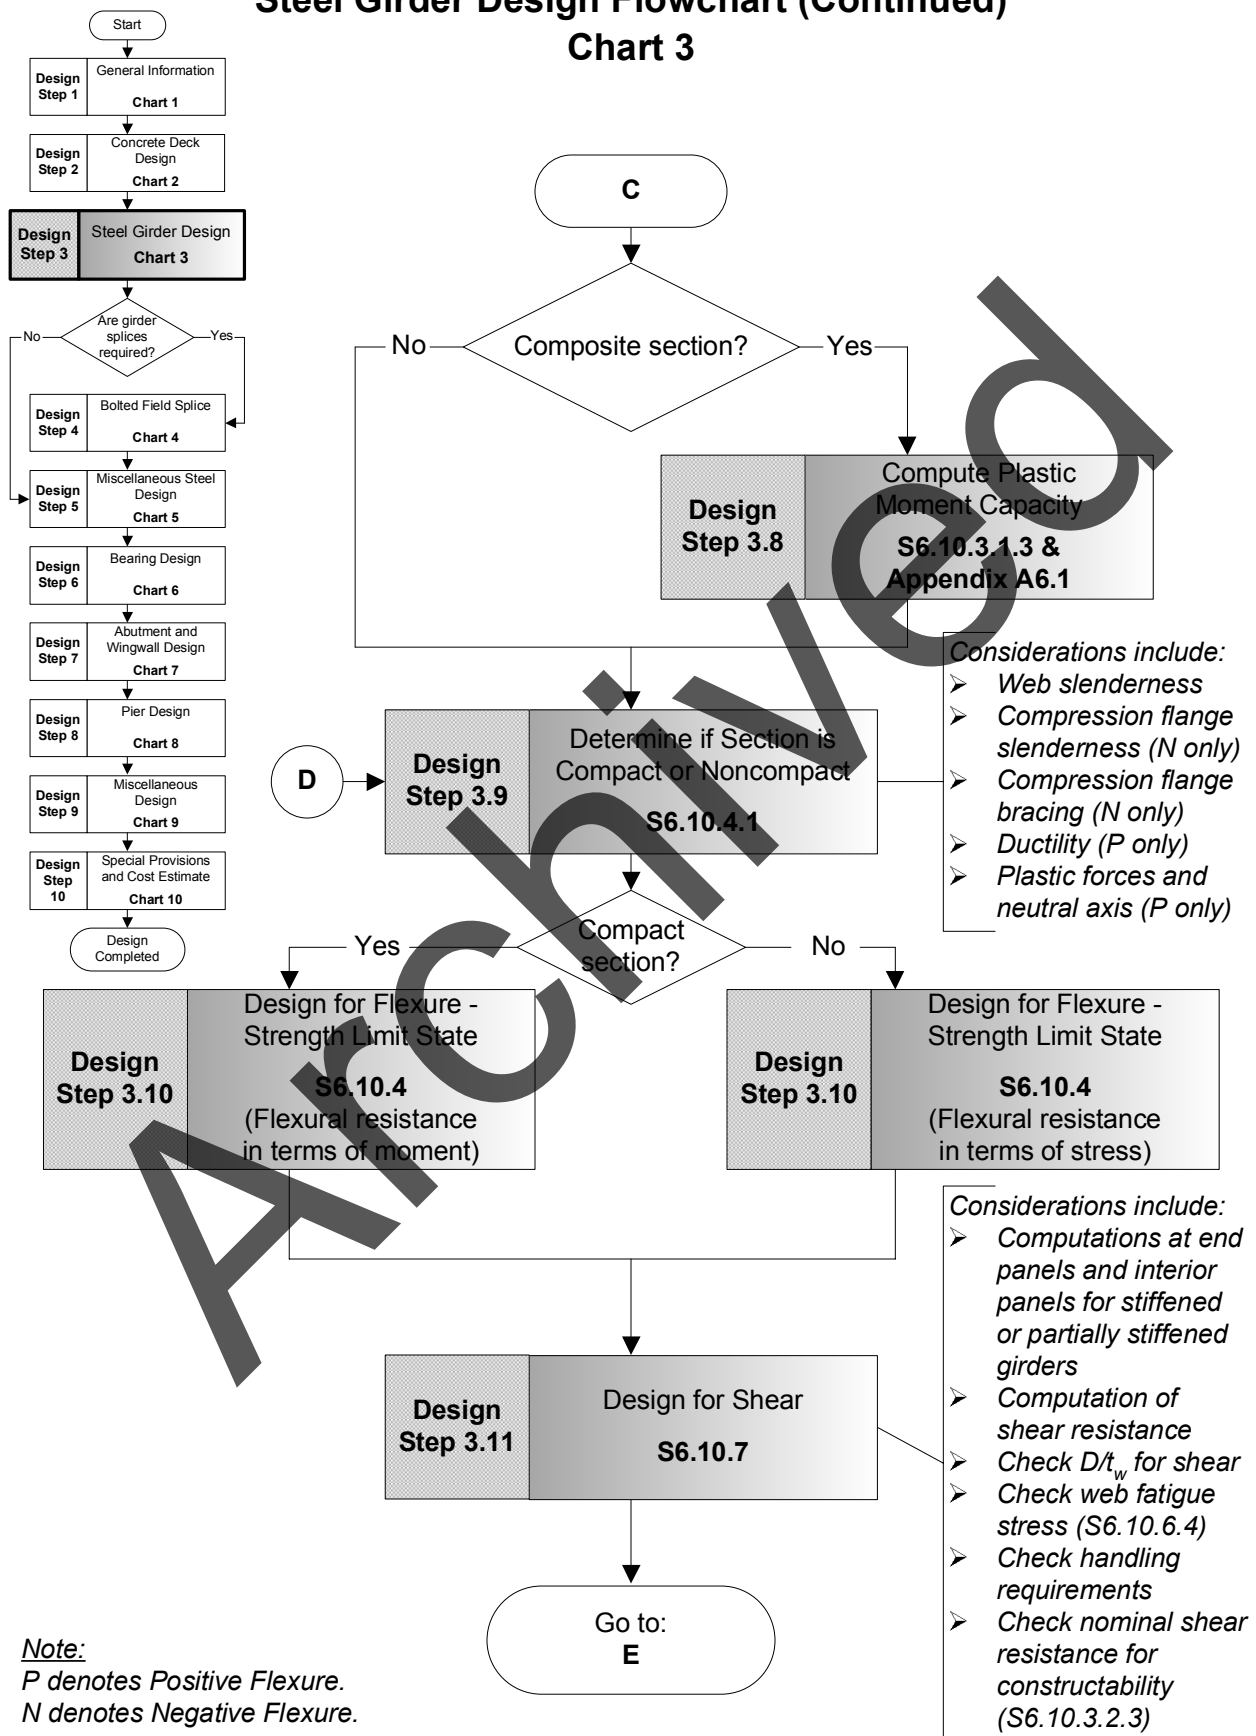 Steel Girder Design Flowchart (Continued)
Chart 3
Start
Design
Step 1
General Information
Chart 1
Design
Step 2
Concrete Deck
Design
Chart 2
Design
Step 3
Steel Girder Design
Chart 3
Are girder
splices
required?
No
Yes
Design
Step 4
Bolted Field Splice
Chart 4
Design
Step 5
Miscellaneous Steel
Design
Chart 5
Design
Step 6
Bearing Design
Chart 6
Design
Step 7
Abutment and
Wingwall Design
Chart 7
Design
Step 8
Pier Design
Chart 8
Design
Step 9
Miscellaneous
Design
Chart 9
Design
Step
10
Special Provisions
and Cost Estimate
Chart 10
Design
Completed
C
Composite section?
No
Yes
Design
Step 3.8
Compute Plastic
Moment Capacity
S6.10.3.1.3 &
Appendix A6.1
D
Design
Step 3.9
Determine if Section is
Compact or Noncompact
S6.10.4.1
Considerations include:
➢ Web slenderness
➢ Compression flange
slenderness (N only)
➢ Compression flange
bracing (N only)
➢ Ductility (P only)
➢ Plastic forces and
neutral axis (P only)
Compact
section?
Yes
No
Design
Step 3.10
Design for Flexure -
Strength Limit State
S6.10.4
(Flexural resistance
in terms of moment)
Design
Step 3.10
Design for Flexure -
Strength Limit State
S6.10.4
(Flexural resistance
in terms of stress)
Design
Step 3.11
Design for Shear
S6.10.7
Considerations include:
➢ Computations at end
panels and interior
panels for stiffened
or partially stiffened
girders
➢ Computation of
shear resistance
➢ Check D/tw for shear
➢ Check web fatigue
stress (S6.10.6.4)
➢ Check handling
requirements
➢ Check nominal shear
resistance for
constructability
(S6.10.3.2.3)
Go to:
E
Note:
P denotes Positive Flexure.
N denotes Negative Flexure.
Archived